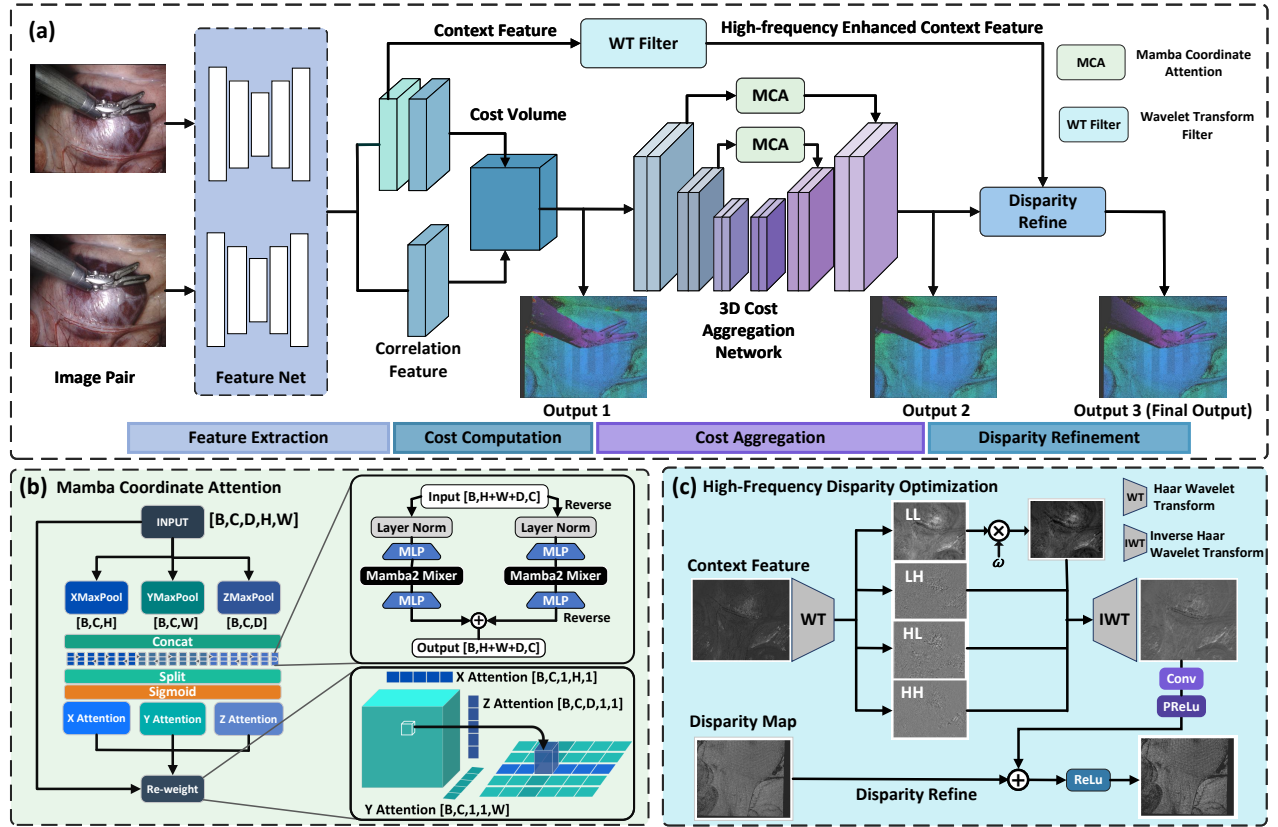 (a)
Context Feature
WT Filter
High-frequency Enhanced Context Feature
MCA
Mamba Coordinate
Attention
WT Filter
Wavelet Transform
Filter
Cost Volume
MCA
MCA
Disparity
Refine
3D Cost
Aggregation
Network
Correlation
Feature
Image Pair
Feature Net
Output 1
Output 2
Output 3 (Final Output)
Feature Extraction
Cost Computation
Cost Aggregation
Disparity Refinement
(b)
Mamba Coordinate Attention
INPUT
[B,C,D,H,W]
XMaxPool
YMaxPool
ZMaxPool
[B,C,H]
[B,C,W]
[B,C,D]
Concat
Split
Sigmoid
X Attention
Y Attention
Z Attention
Re-weight
Input [B,H+W+D,C]
Reverse
Layer Norm
Layer Norm
MLP
MLP
Mamba2 Mixer
Mamba2 Mixer
MLP
MLP
Reverse
Output [B,H+W+D,C]
X Attention [B,C,1,H,1]
Z Attention [B,C,D,1,1]
Y Attention [B,C,1,1,W]
(c)
High-Frequency Disparity Optimization
WT
Haar Wavelet
Transform
IWT
Inverse Haar
Wavelet Transform
LL
ω
Context Feature
LH
WT
HL
IWT
HH
Conv
PReLu
Disparity Map
Disparity Refine
ReLu